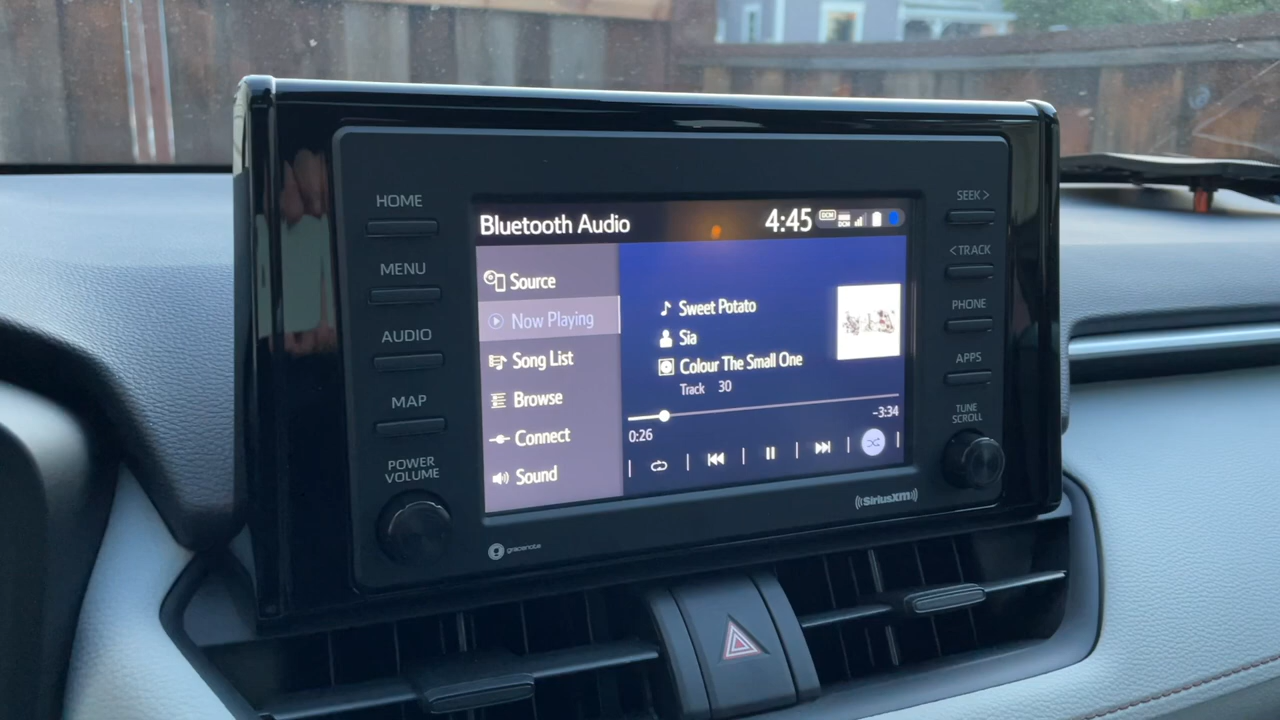 HOME
MENU
AUDIO
MAP
POWER
VOLUME
Bluetooth Audio
4:45
DCM
DCM
Source
Now Playing
Song List
Browse
Connect
Sound
Sweet Potato
Sia
Colour The Small One
Track 30
0:26
-3:34
SEEK >
< TRACK
PHONE
APPS
TUNE
SCROLL
SiriusXM
gracenote